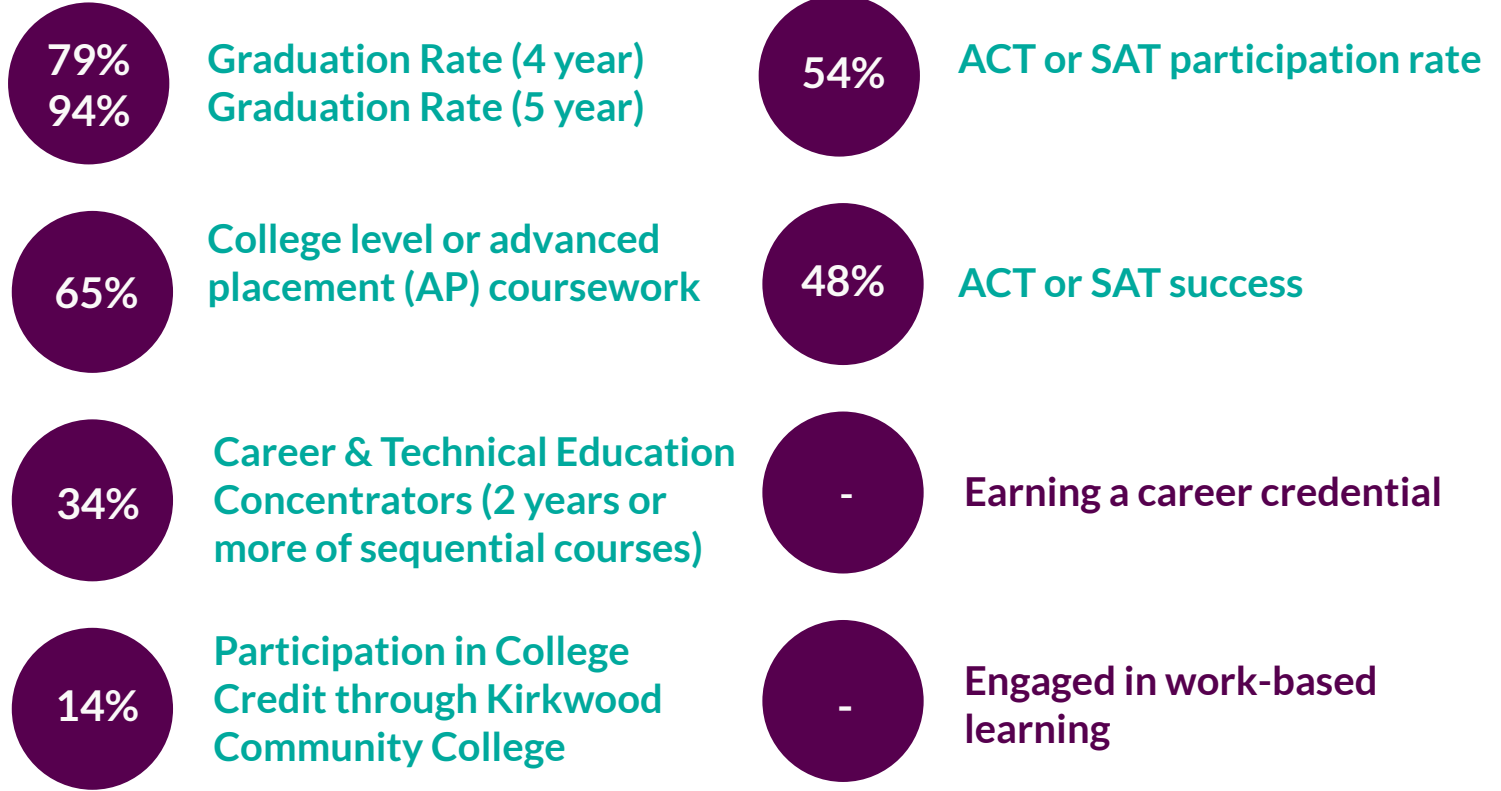 79%
94%
Graduation Rate (4 year)
Graduation Rate (5 year)
65%
College level or advanced
placement (AP) coursework
34%
Career & Technical Education
Concentrators (2 years or
more of sequential courses)
14%
Participation in College
Credit through Kirkwood
Community College
54%
ACT or SAT participation rate
48%
ACT or SAT success
-
Earning a career credential
-
Engaged in work-based
learning